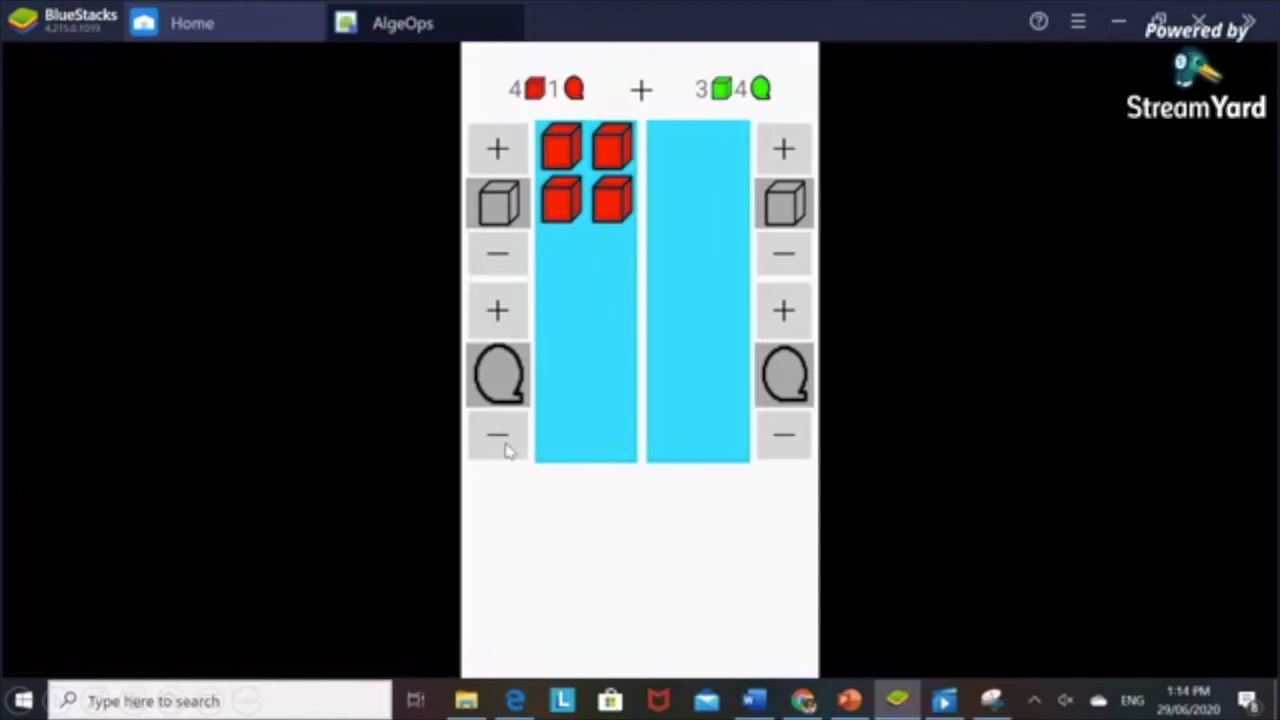 BlueStacks
4.215.0.1019
Home
AlgeOps
Powered by
StreamYard
4 1 + 3 4
+ +
− −
+ +
− −
Type here to search
ENG
1:14 PM
29/06/2020
8